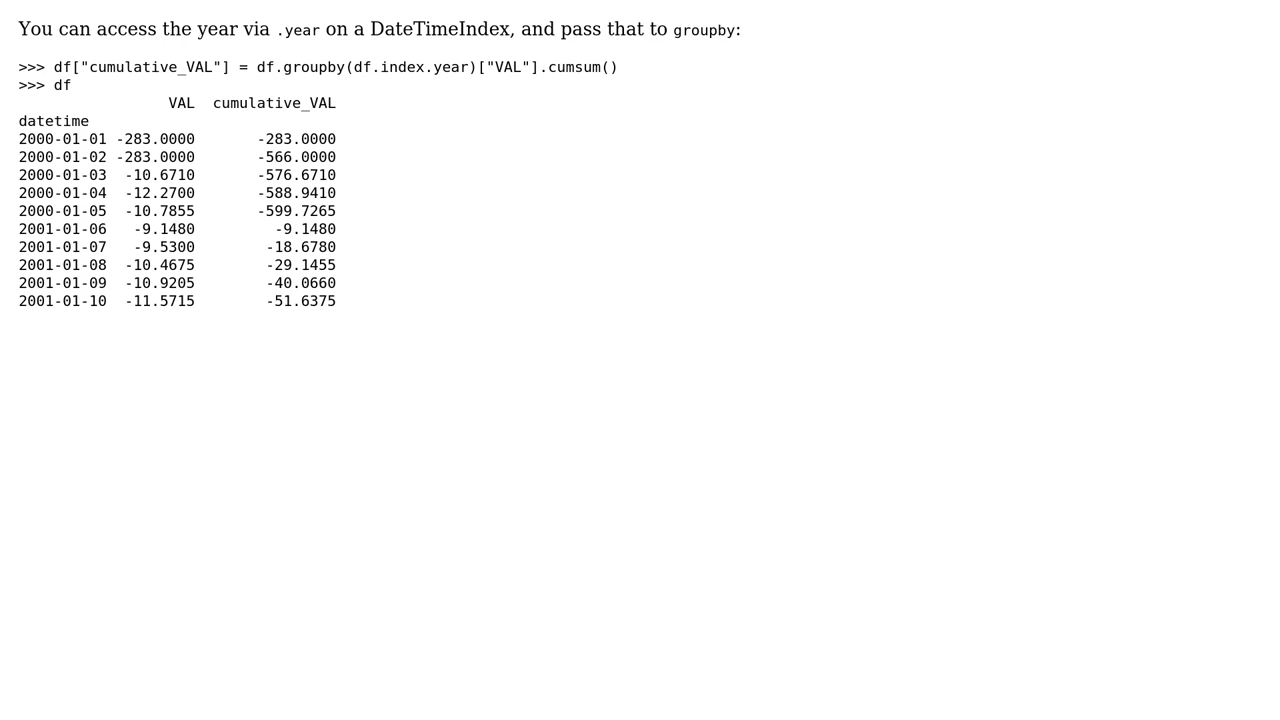 You can access the year via .year on a DateTimeIndex, and pass that to groupby:
>>> df["cumulative_VAL"] = df.groupby(df.index.year)["VAL"].cumsum()
>>> df
                 VAL  cumulative_VAL
datetime
2000-01-01 -283.0000       -283.0000
2000-01-02 -283.0000       -566.0000
2000-01-03  -10.6710       -576.6710
2000-01-04  -12.2700       -588.9410
2000-01-05  -10.7855       -599.7265
2001-01-06   -9.1480         -9.1480
2001-01-07   -9.5300        -18.6780
2001-01-08  -10.4675        -29.1455
2001-01-09  -10.9205        -40.0660
2001-01-10  -11.5715        -51.6375